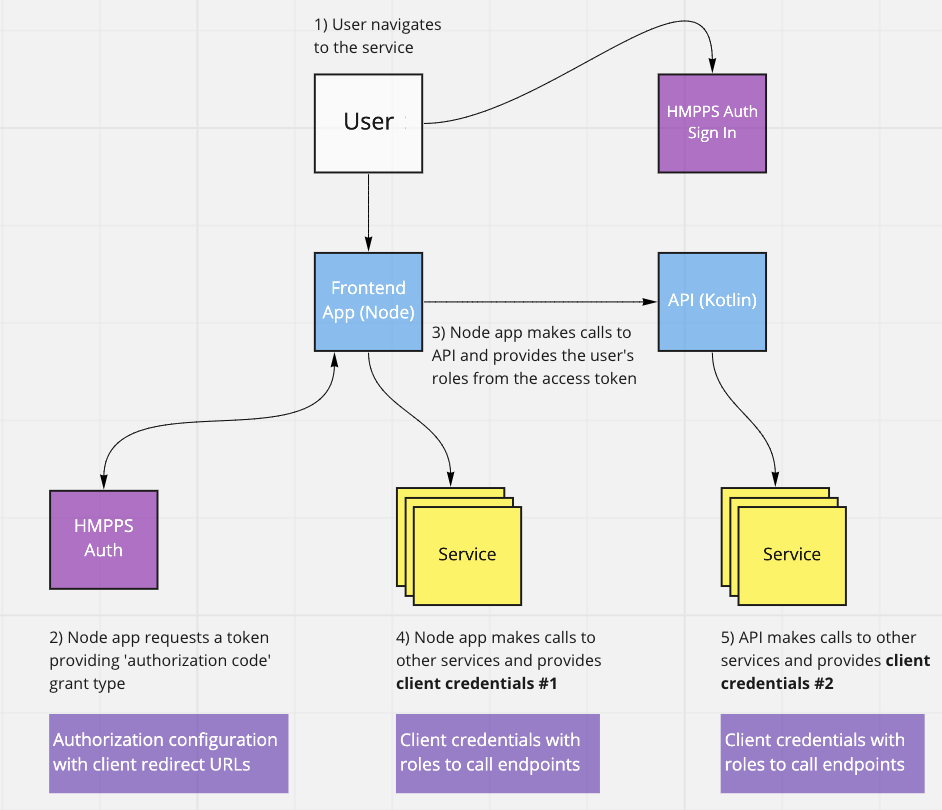 1) User navigates
to the service
User
HMPPS Auth
Sign In
Frontend
App (Node)
API (Kotlin)
3) Node app makes calls to
API and provides the user's
roles from the access token
HMPPS
Auth
Service
Service
2) Node app requests a token
providing 'authorization code'
grant type
4) Node app makes calls to
other services and provides
client credentials #1
5) API makes calls to other
services and provides client
credentials #2
Authorization configuration
with client redirect URLs
Client credentials with
roles to call endpoints
Client credentials with
roles to call endpoints